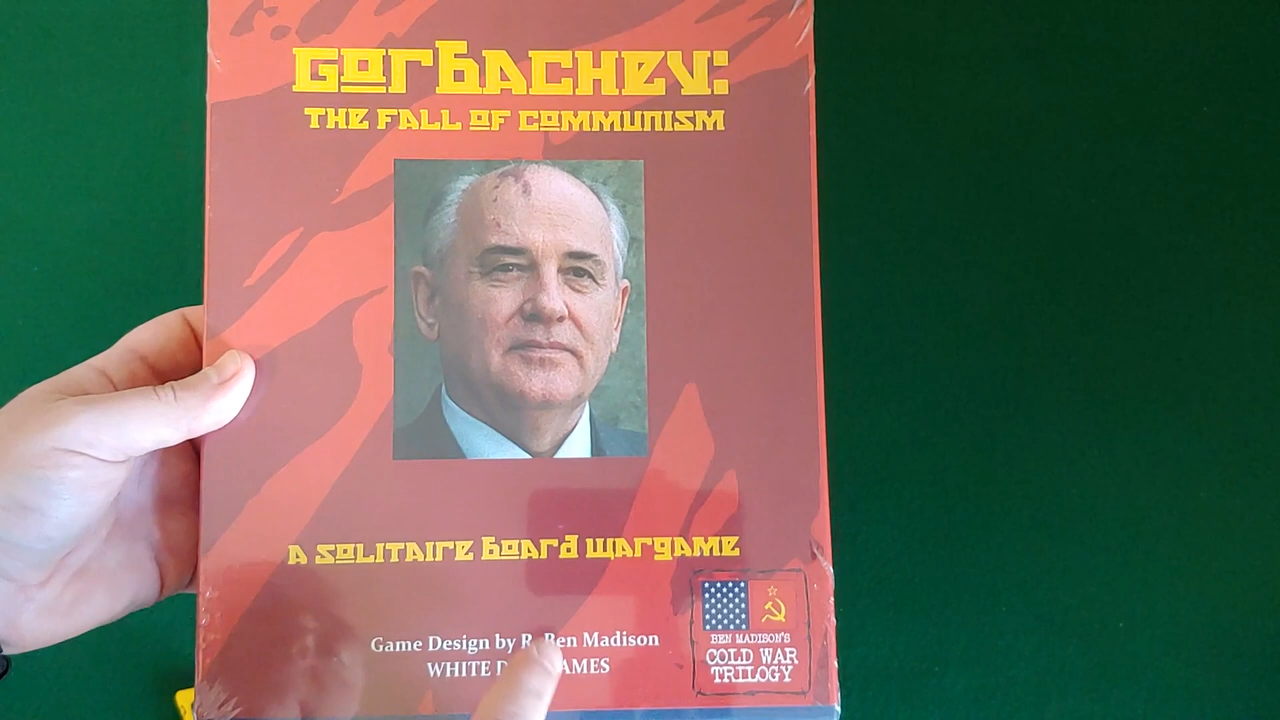 GORBACHEV:
THE FALL OF COMMUNISM
A SOLITAIRE BOARD WARGAME
Game Design by R. Ben Madison
WHITE
BEN MADISON'S
COLD WAR
TRILOGY